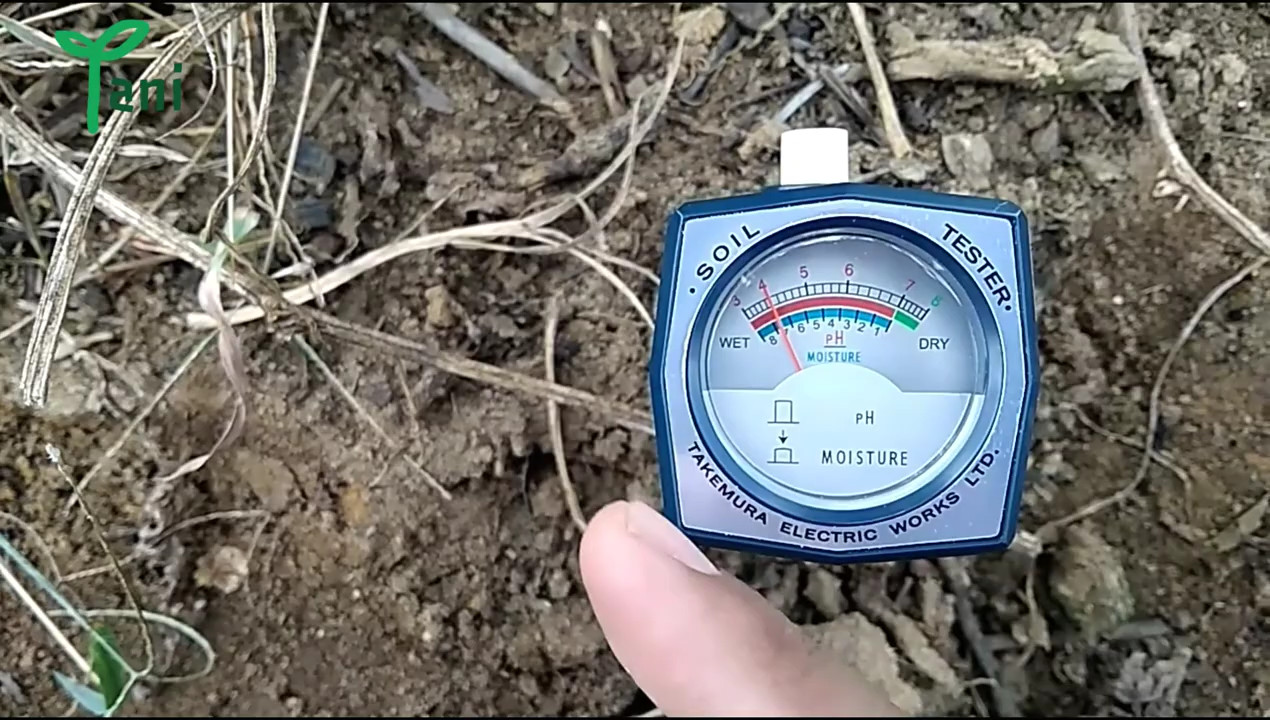 Tani
SOIL TESTER
3 4 5 6 7 8
8 7 6 5 4 3 2 1
WET pH DRY
MOISTURE
pH
MOISTURE
TAKEMURA ELECTRIC WORKS LTD.